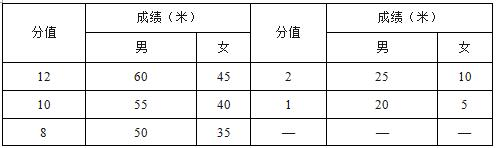 分值 成绩（米） 分值 成绩（米）
男 女 男 女
12 60 45 2 25 10
10 55 40 1 20 5
8 50 35 — — —